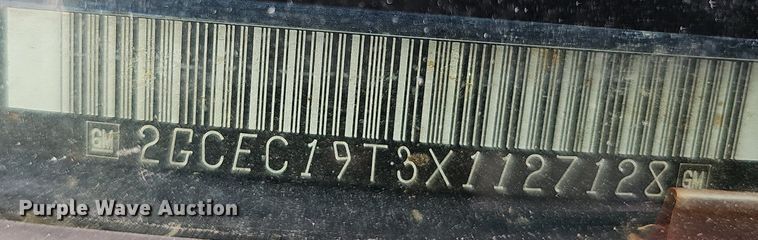 GM 2GCEC19T3X1127128 GM
Purple Wave Auction